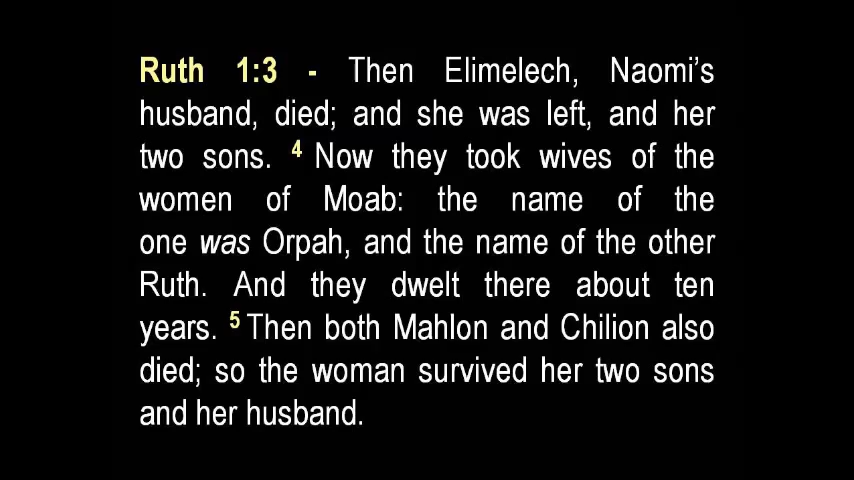 Ruth 1:3 - Then Elimelech, Naomi’s
husband, died; and she was left, and her
two sons. 4 Now they took wives of the
women of Moab: the name of the
one was Orpah, and the name of the other
Ruth. And they dwelt there about ten
years. 5 Then both Mahlon and Chilion also
died; so the woman survived her two sons
and her husband.